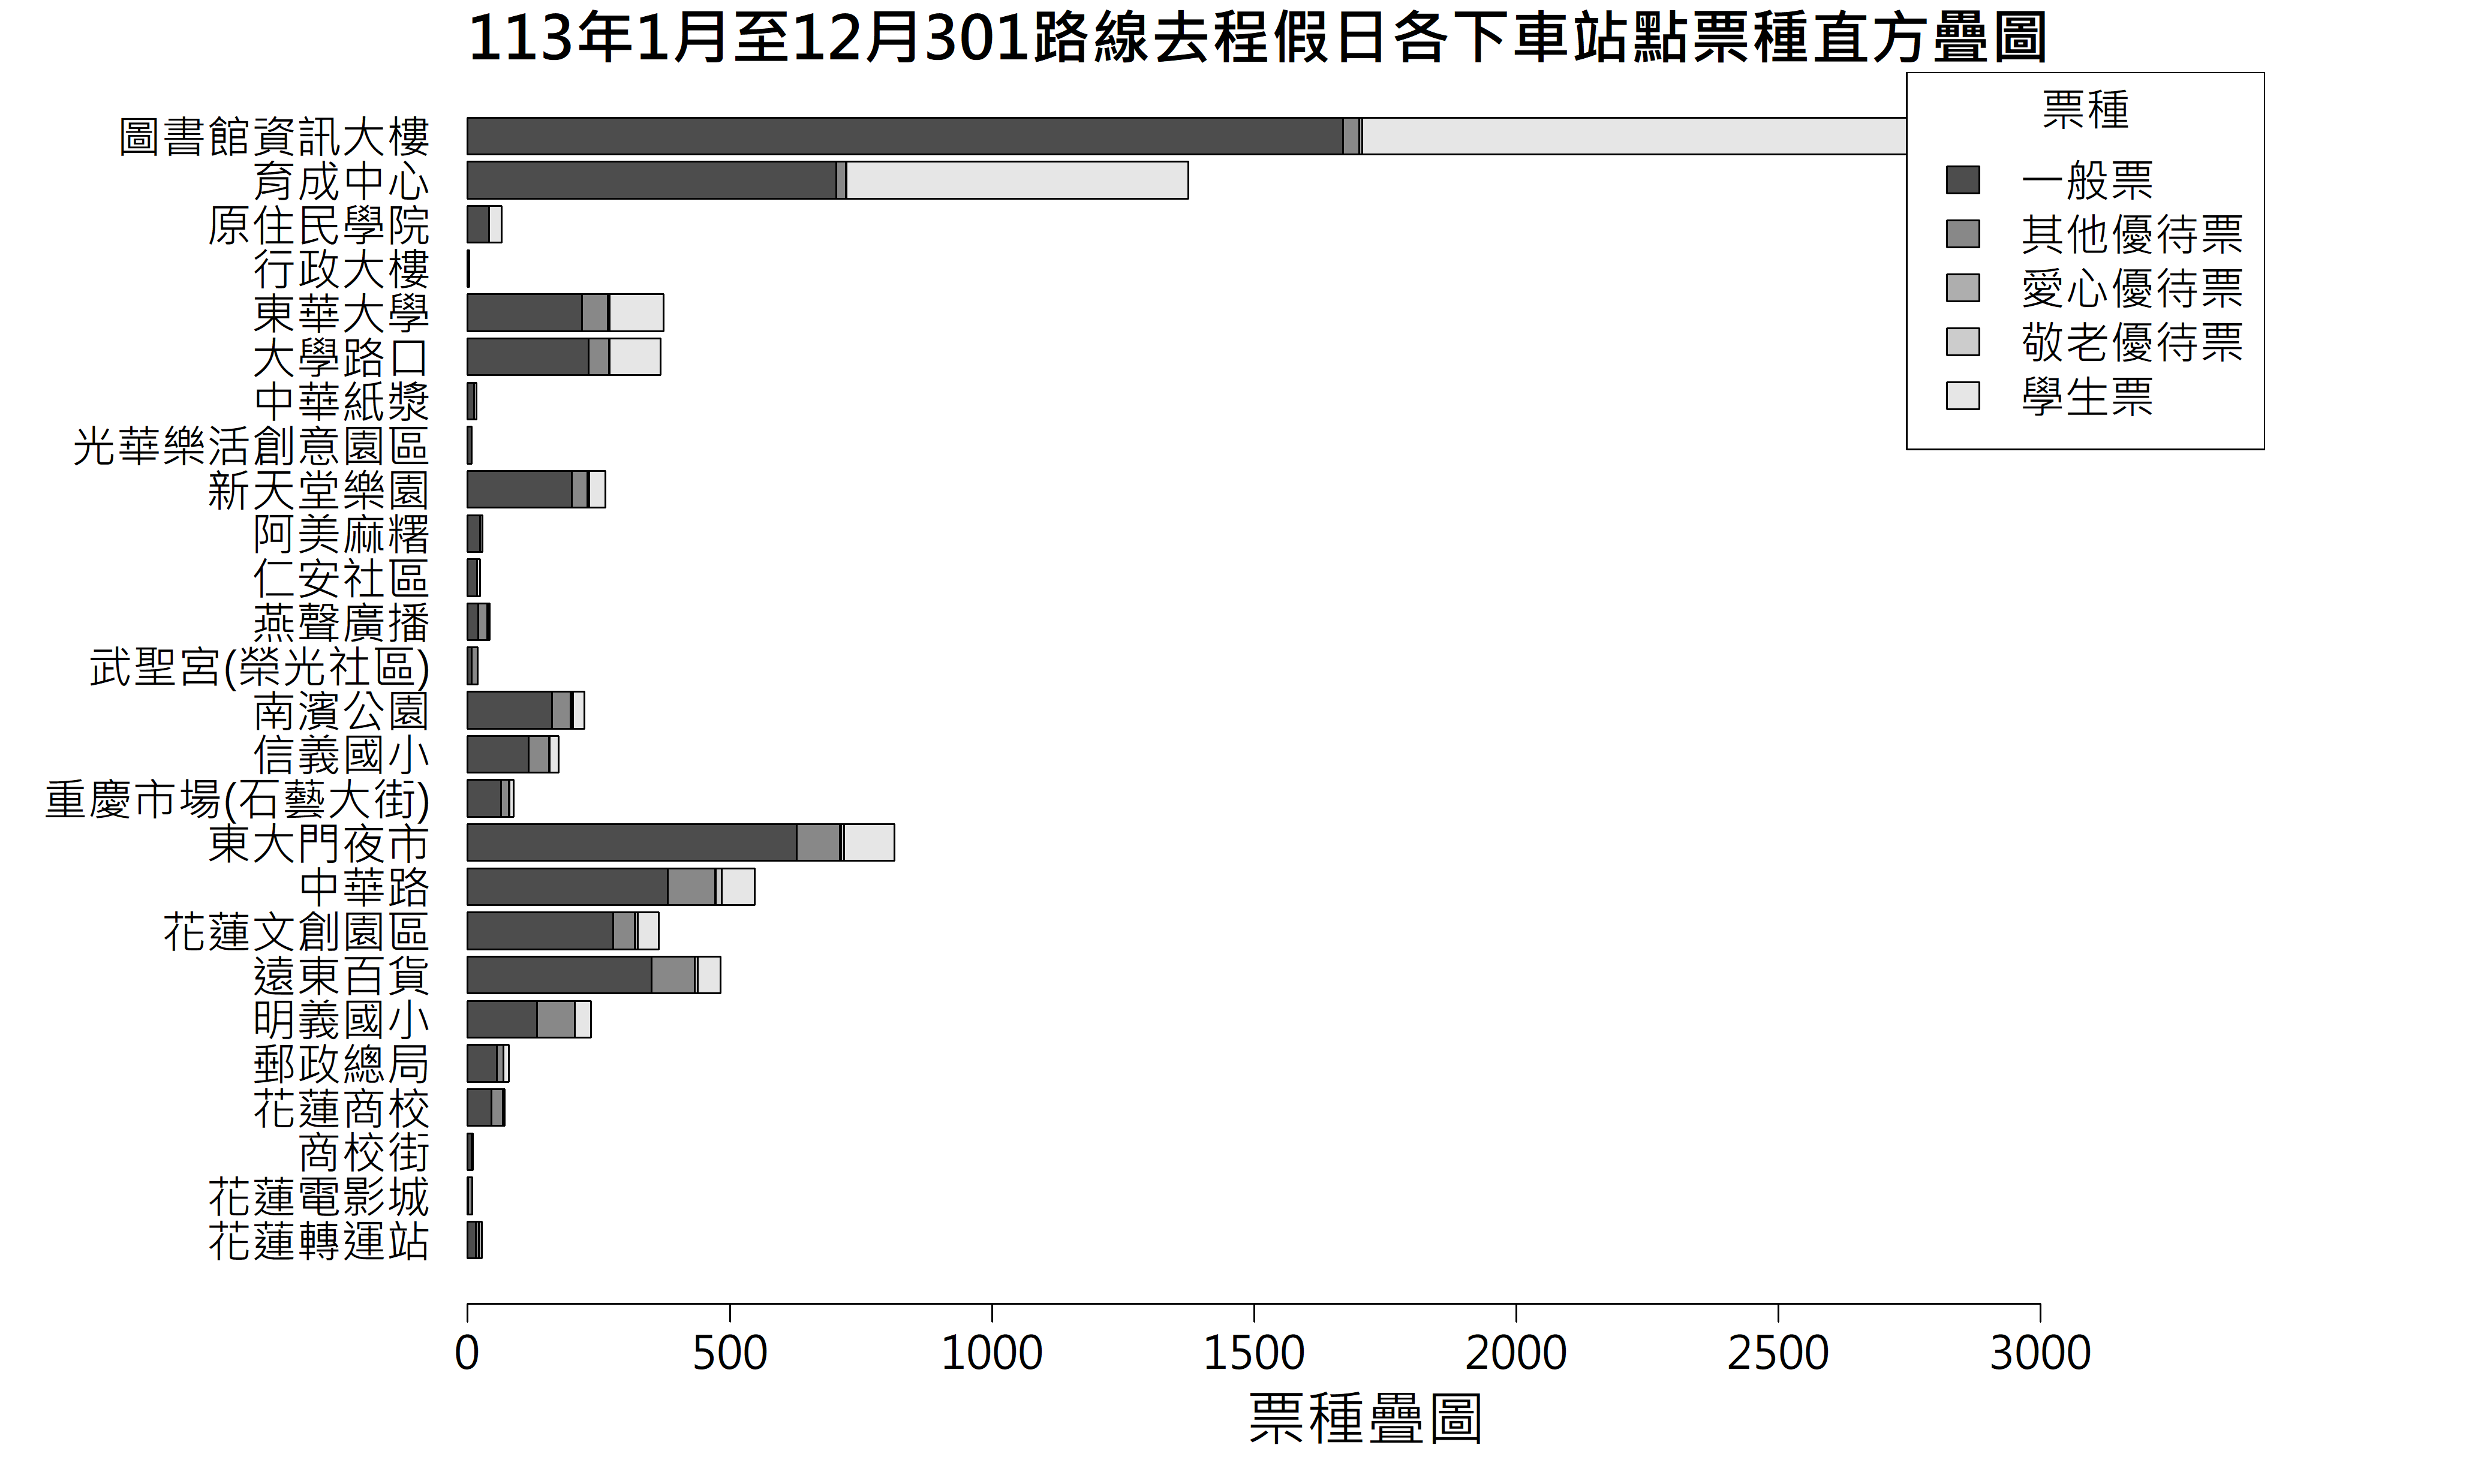 113年1月至12月301路線去程假日各下車站點票種直方疊圖
票種
一般票
其他優待票
愛心優待票
敬老優待票
學生票
圖書館資訊大樓
育成中心
原住民學院
行政大樓
東華大學
大學路口
中華紙漿
光華樂活創意園區
新天堂樂園
阿美麻糬
仁安社區
燕聲廣播
武聖宮(榮光社區)
南濱公園
信義國小
重慶市場(石藝大街)
東大門夜市
中華路
花蓮文創園區
遠東百貨
明義國小
郵政總局
花蓮商校
商校街
花蓮電影城
花蓮轉運站
0 500 1000 1500 2000 2500 3000
票種疊圖